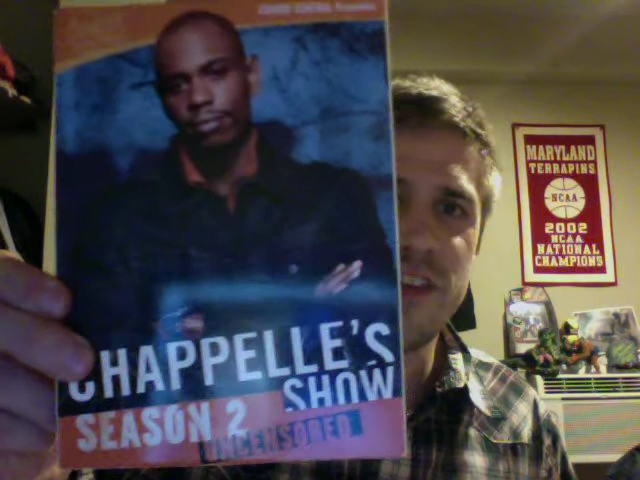 COMEDY CENTRAL Presents
CHAPPELLE'S
SHOW
SEASON 2
UNCENSORED
MARYLAND
TERRAPINS
NCAA
2002
NCAA
NATIONAL
CHAMPIONS